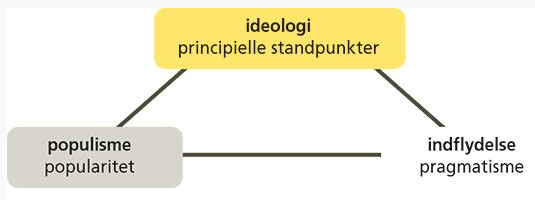 ideologi
principielle standpunkter
populisme
popularitet
indflydelse
pragmatisme